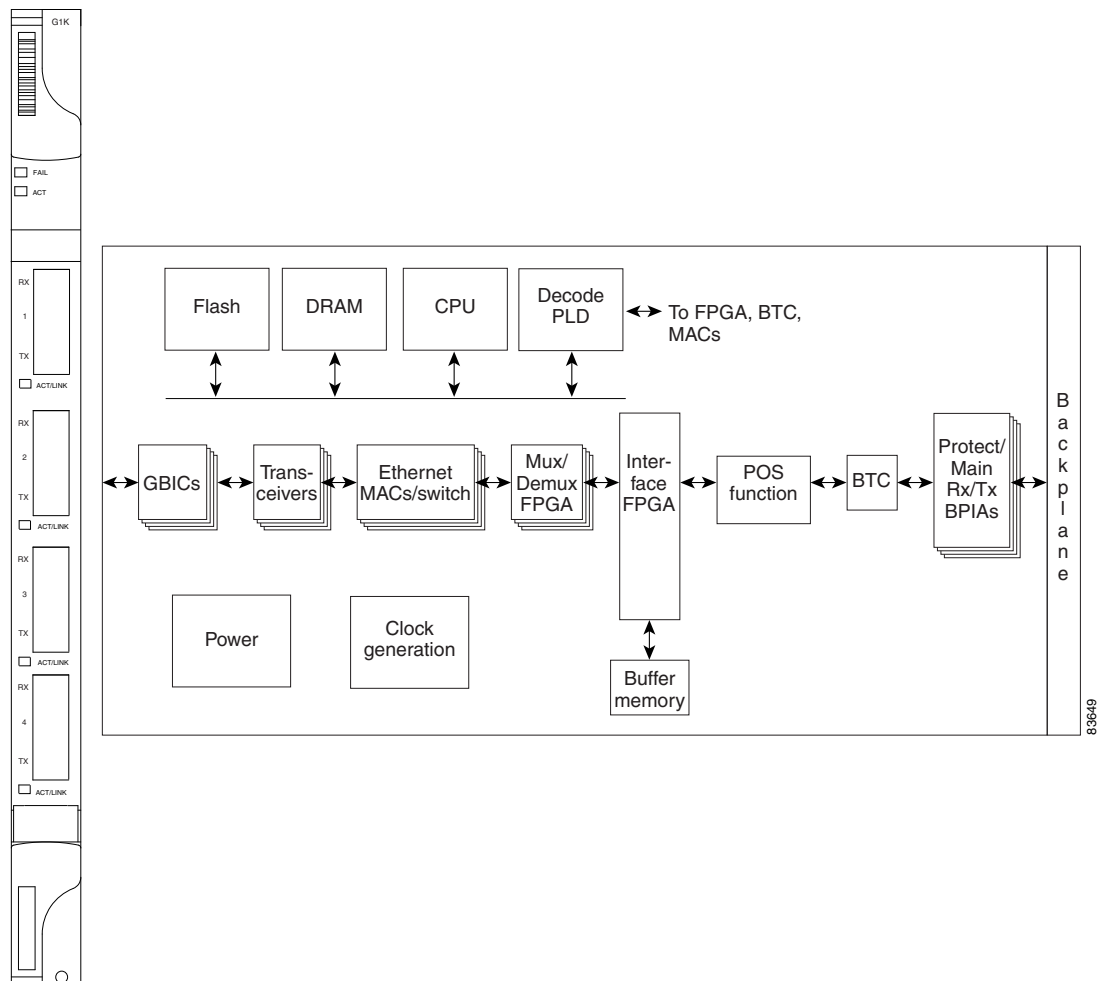 G1K
FAIL
ACT
RX
1
TX
ACT/LINK
RX
2
TX
ACT/LINK
RX
3
TX
ACT/LINK
RX
4
TX
ACT/LINK
Flash
DRAM
CPU
Decode
PLD
To FPGA, BTC,
MACs
GBICs
Trans-
ceivers
Ethernet
MACs/switch
Mux/
Demux
FPGA
Inter-
face
FPGA
POS
function
BTC
Protect/
Main
Rx/Tx
BPIAs
Backplane
Power
Clock
generation
Buffer
memory
83649